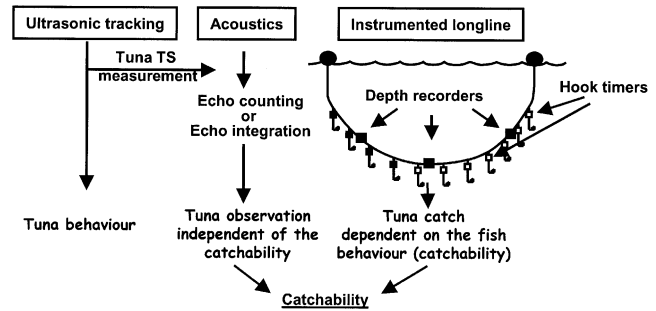 Ultrasonic tracking
Acoustics
Instrumented longline
Tuna TS
measurement
Echo counting
or
Echo integration
Depth recorders
Hook timers
Tuna behaviour
Tuna observation
independent of the
catchability
Tuna catch
dependent on the fish
behaviour (catchability)
Catchability